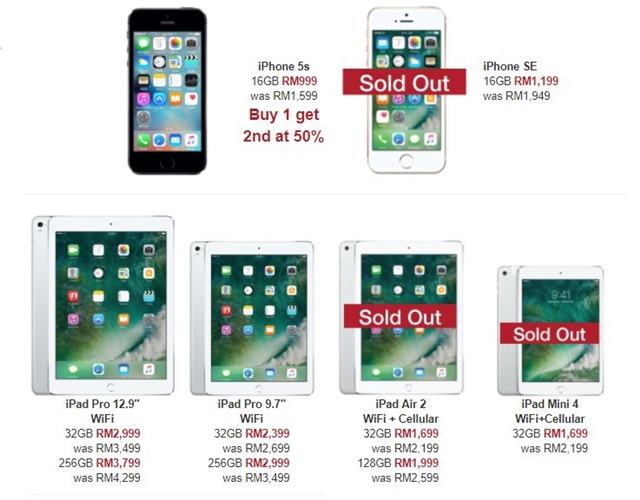 iPhone 5s
16GB RM999
was RM1,599
Buy 1 get
2nd at 50%
Sold Out
iPhone SE
16GB RM1,199
was RM1,949
iPad Pro 12.9"
WiFi
32GB RM2,999
was RM3,499
256GB RM3,799
was RM4,299
iPad Pro 9.7"
WiFi
32GB RM2,399
was RM2,699
256GB RM2,999
was RM3,499
Sold Out
iPad Air 2
WiFi + Cellular
32GB RM1,699
was RM2,199
128GB RM1,999
was RM2,599
9:41
Sold Out
iPad Mini 4
WiFi+Cellular
32GB RM1,699
was RM2,199